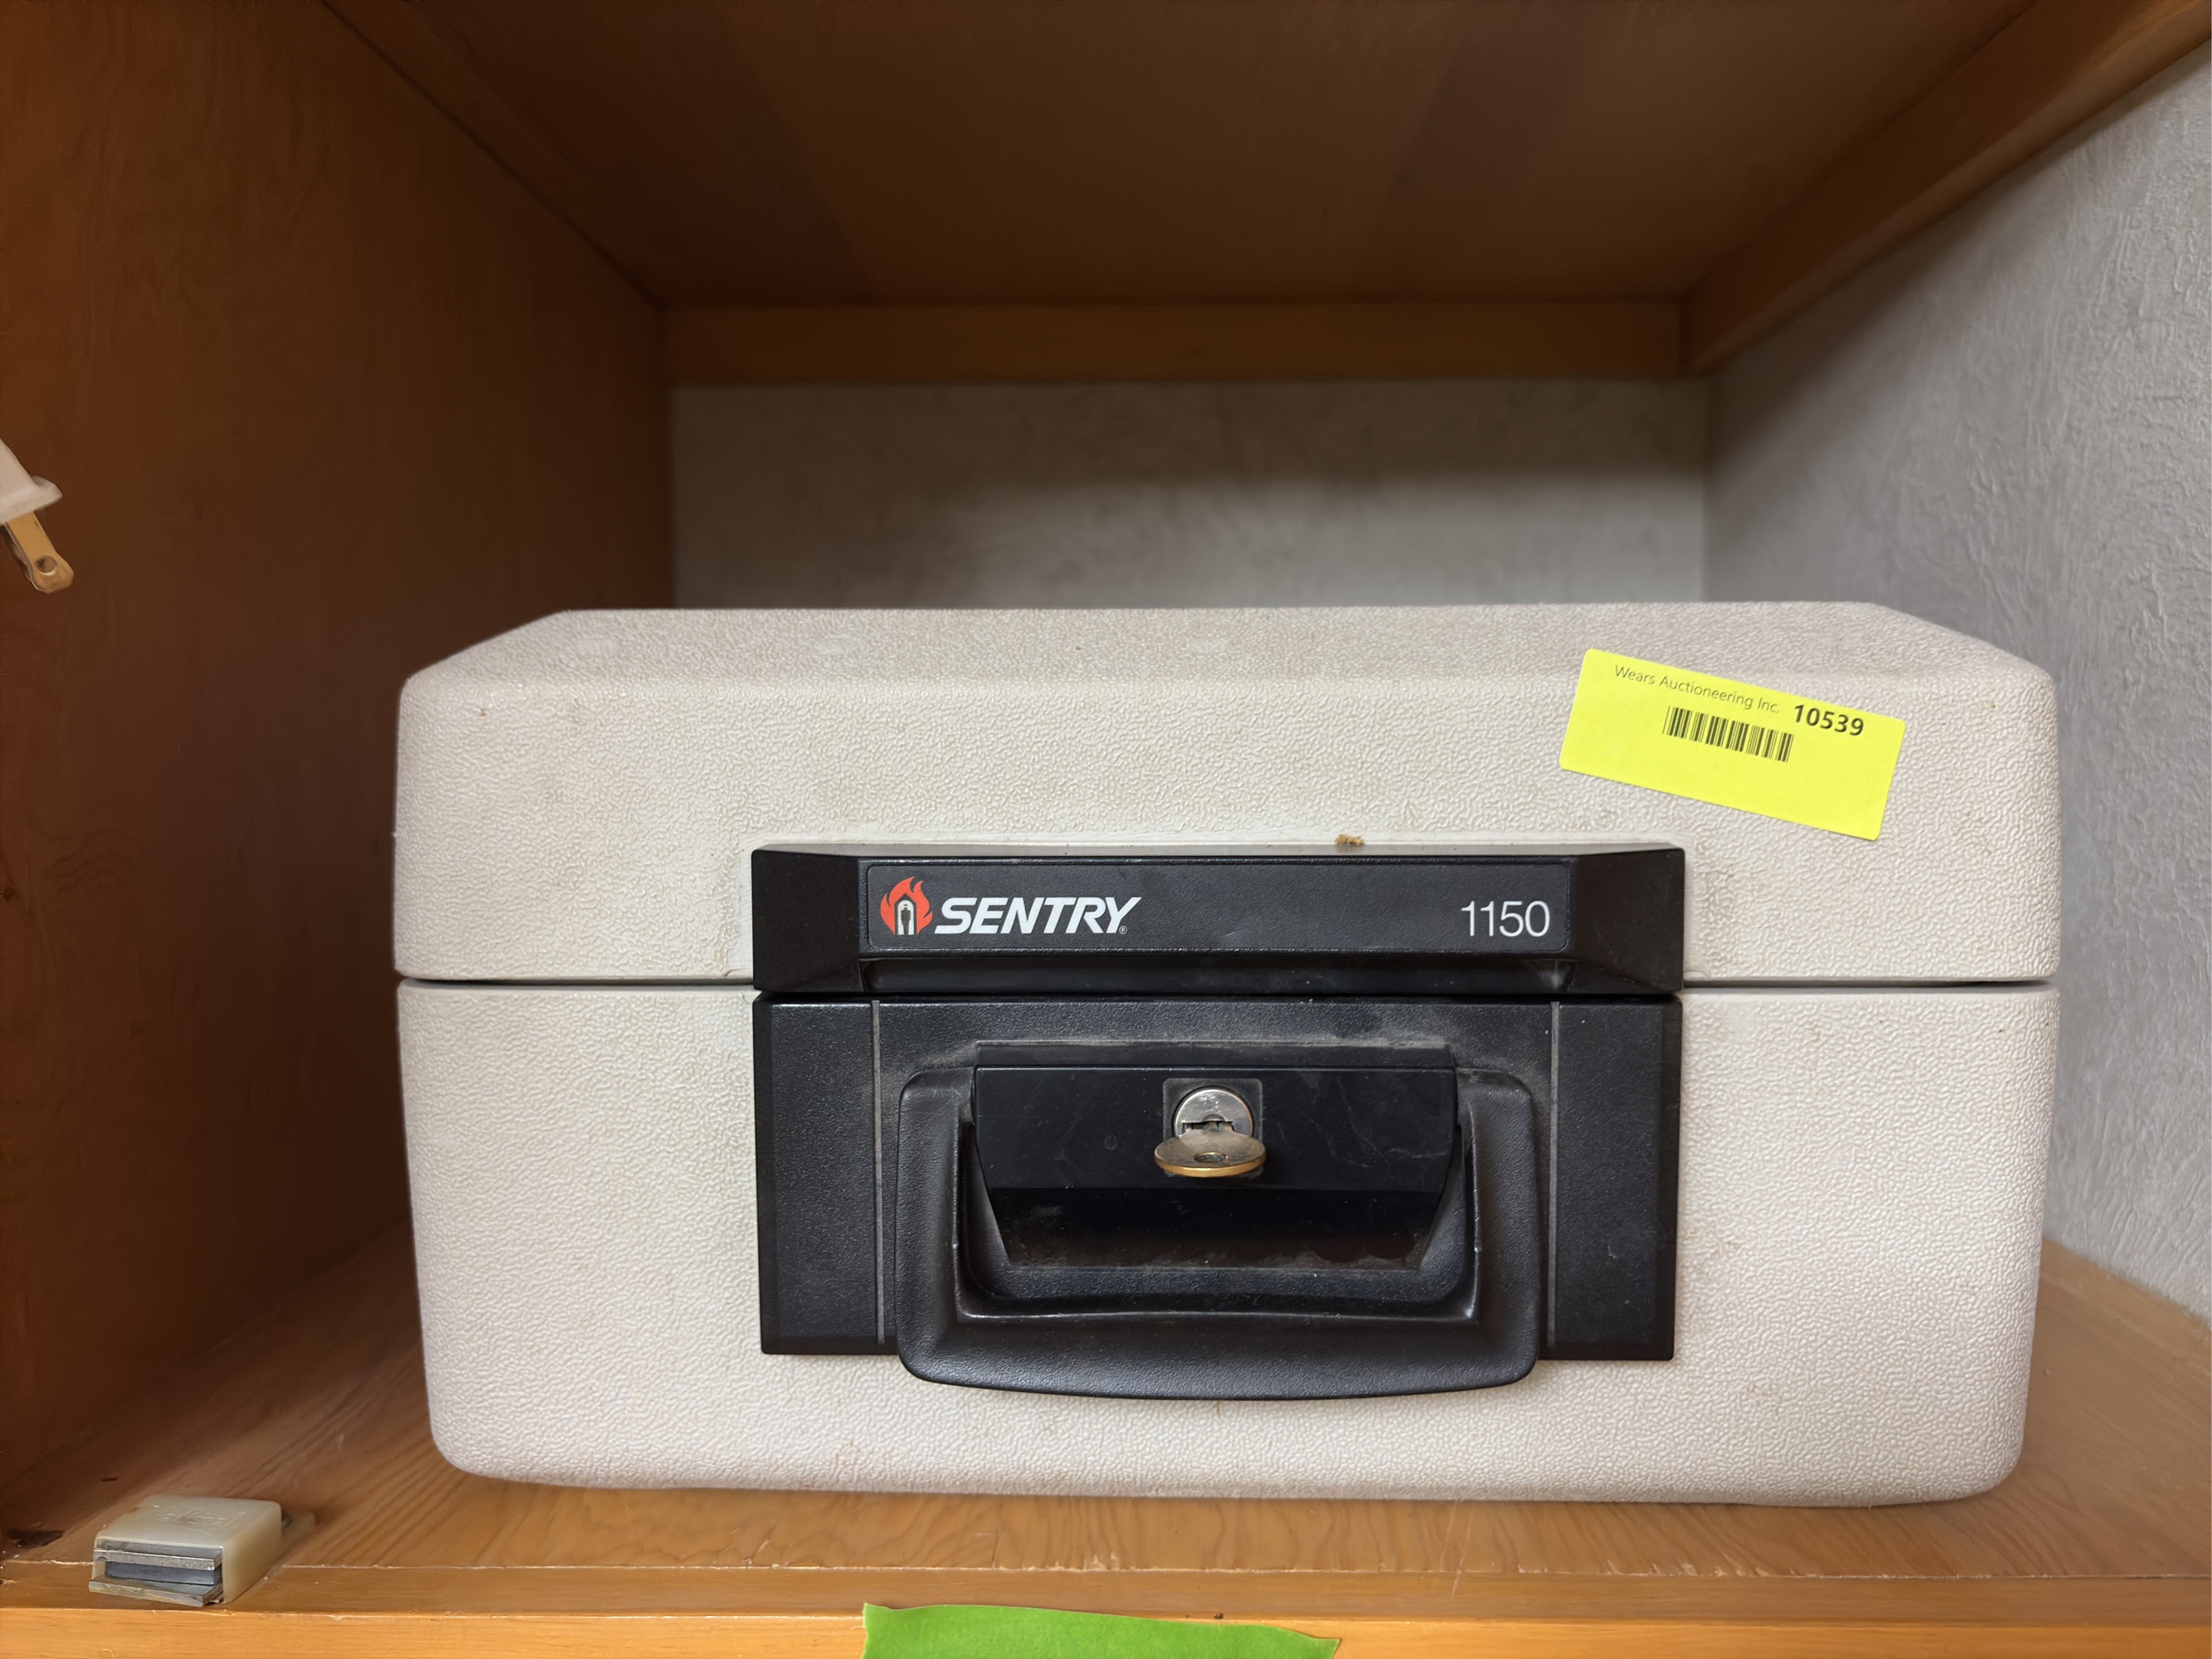 Wears Auctioneering Inc. 10539
SENTRY®
1150